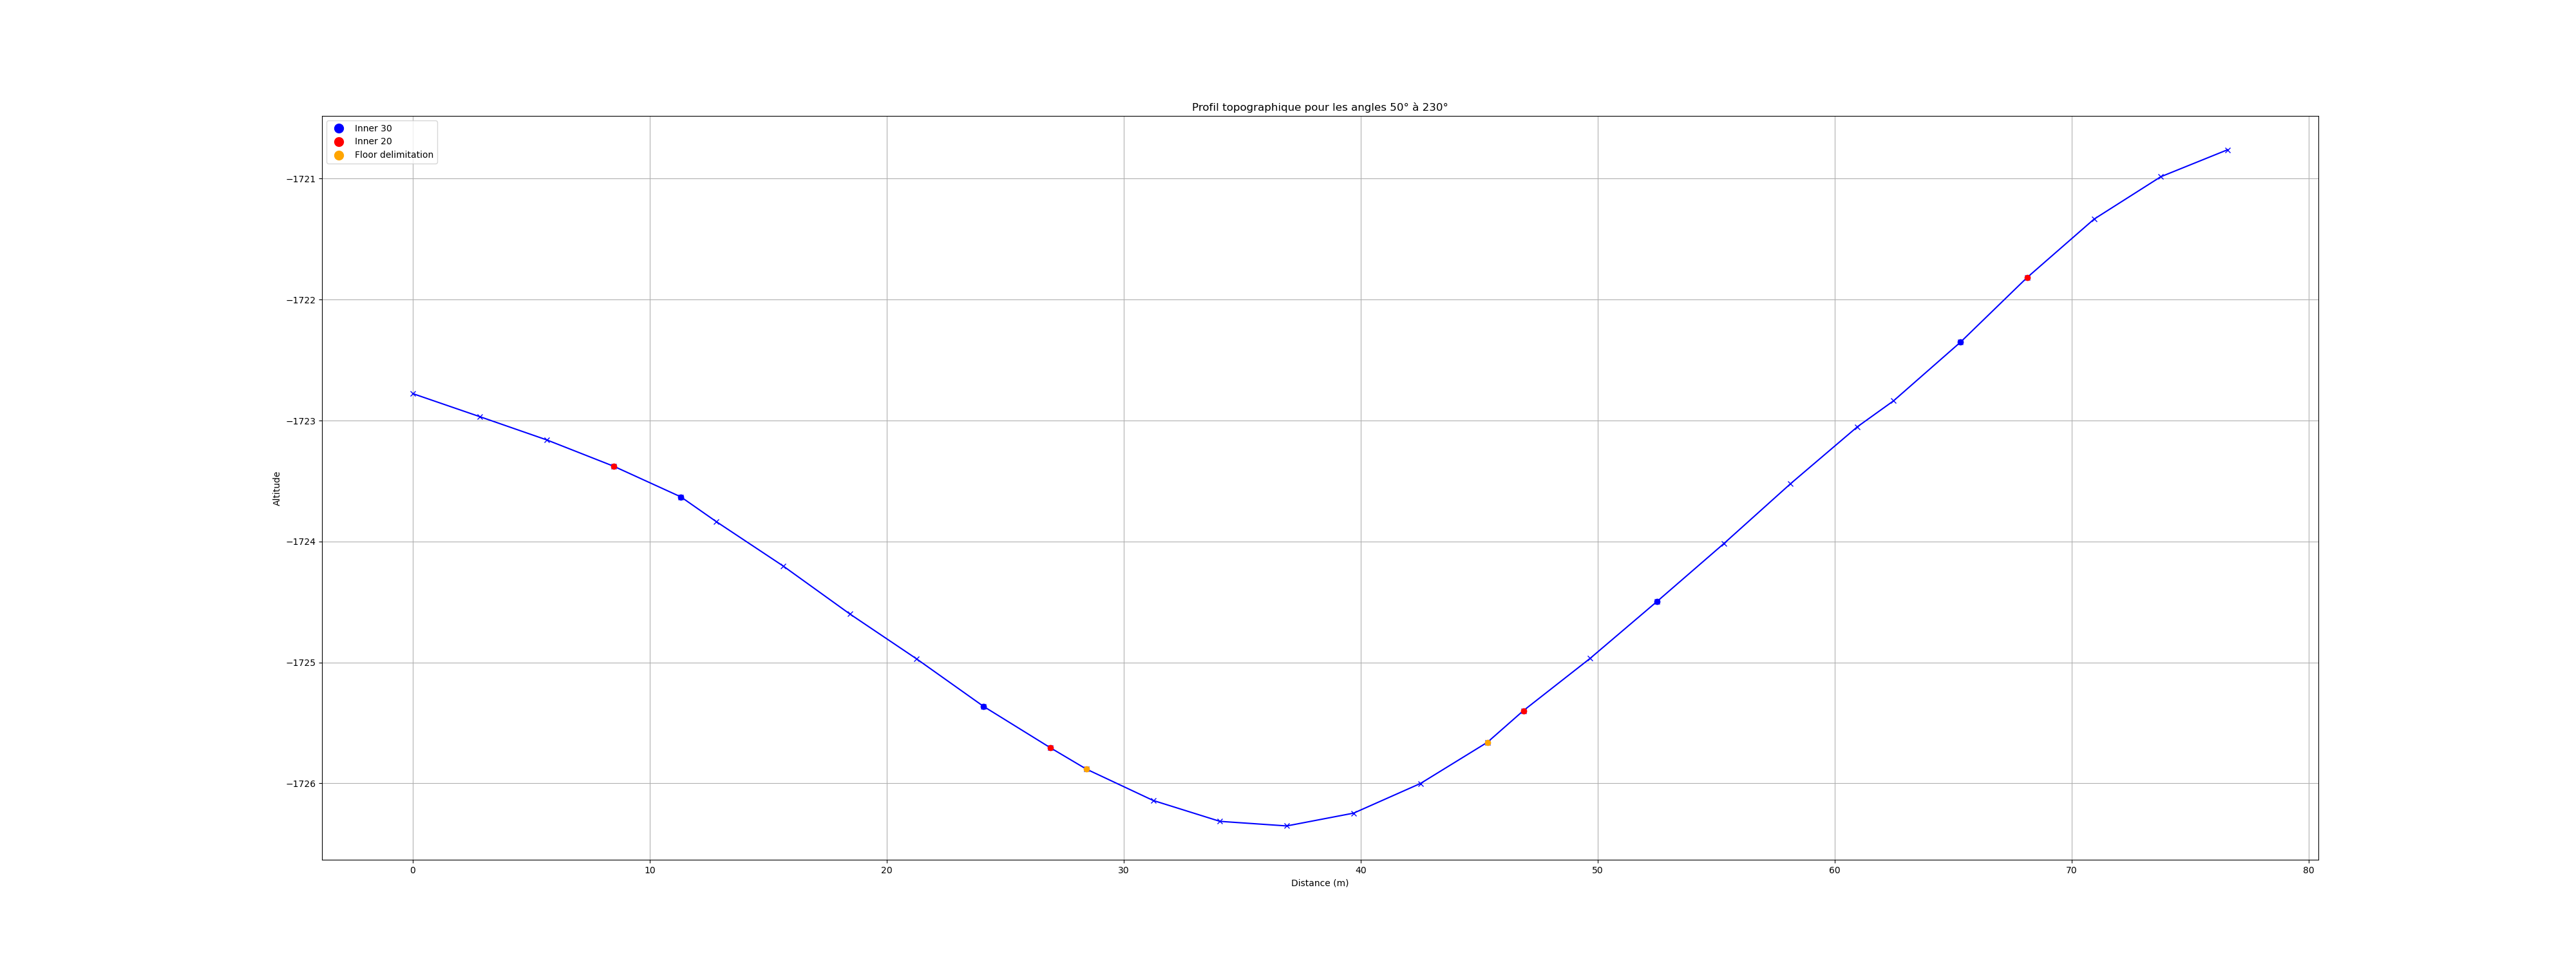 Profil topographique pour les angles 50° à 230°
Inner 30
Inner 20
Floor delimitation
−1721
−1722
−1723
−1724
−1725
−1726
Altitude
0 10 20 30 40 50 60 70 80
Distance (m)